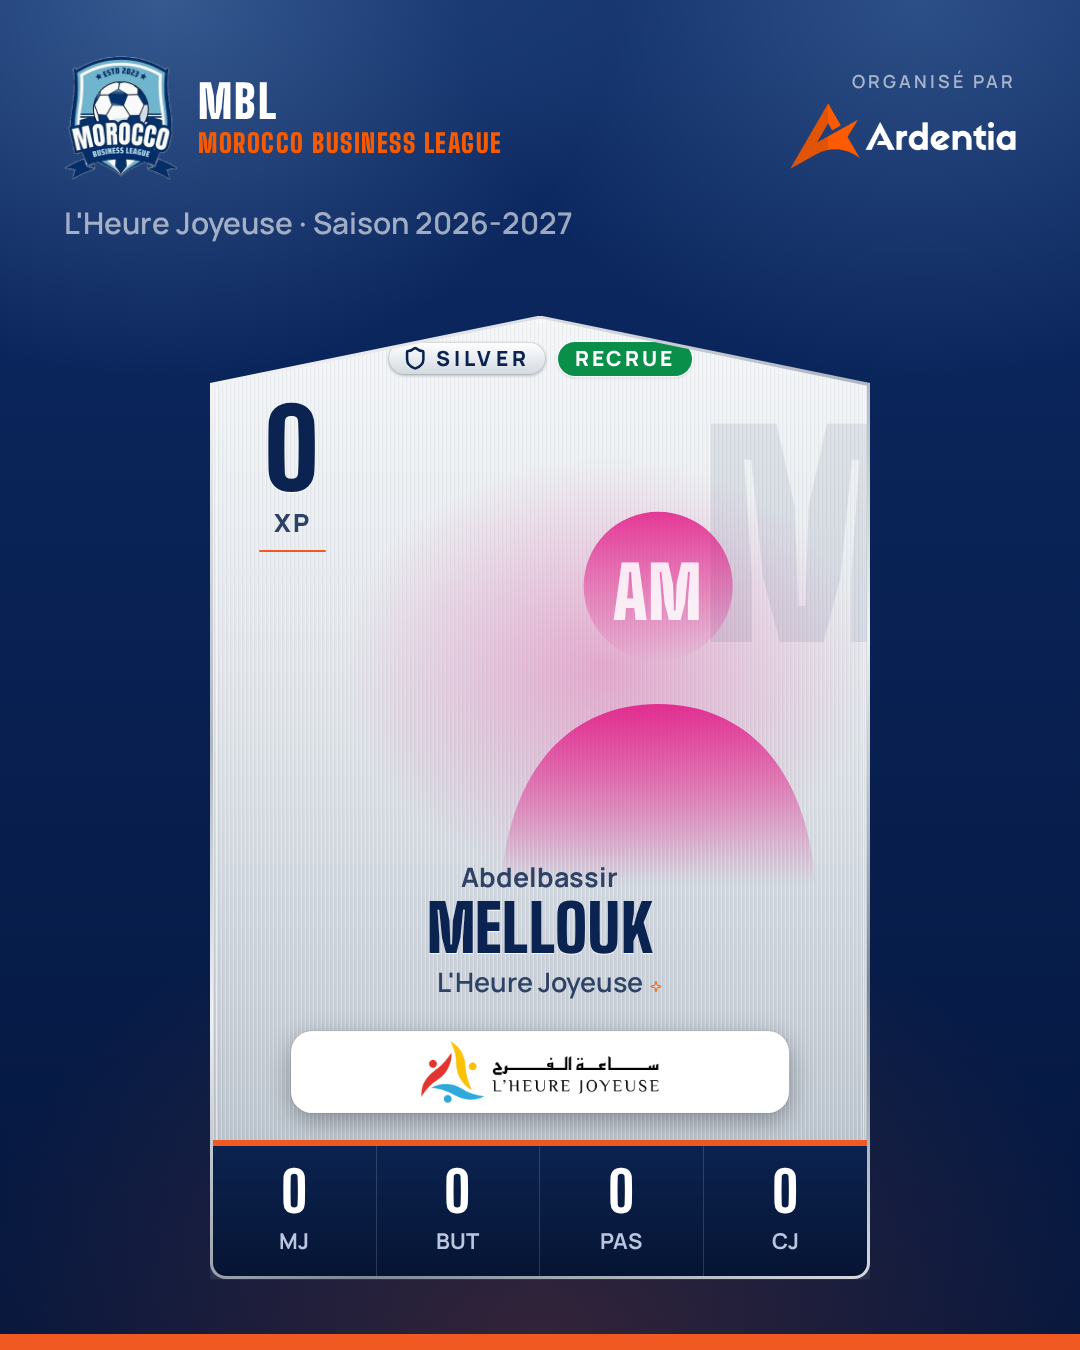 ESTD 2023
MOROCCO
BUSINESS LEAGUE
MBL
MOROCCO BUSINESS LEAGUE
ORGANISÉ PAR
Ardentia
L'Heure Joyeuse · Saison 2026-2027
SILVER
RECRUE
0
XP
M
AM
Abdelbassir
MELLOUK
L'Heure Joyeuse
ساعة الفرح
L'HEURE JOYEUSE
0 0 0 0
MJ BUT PAS CJ